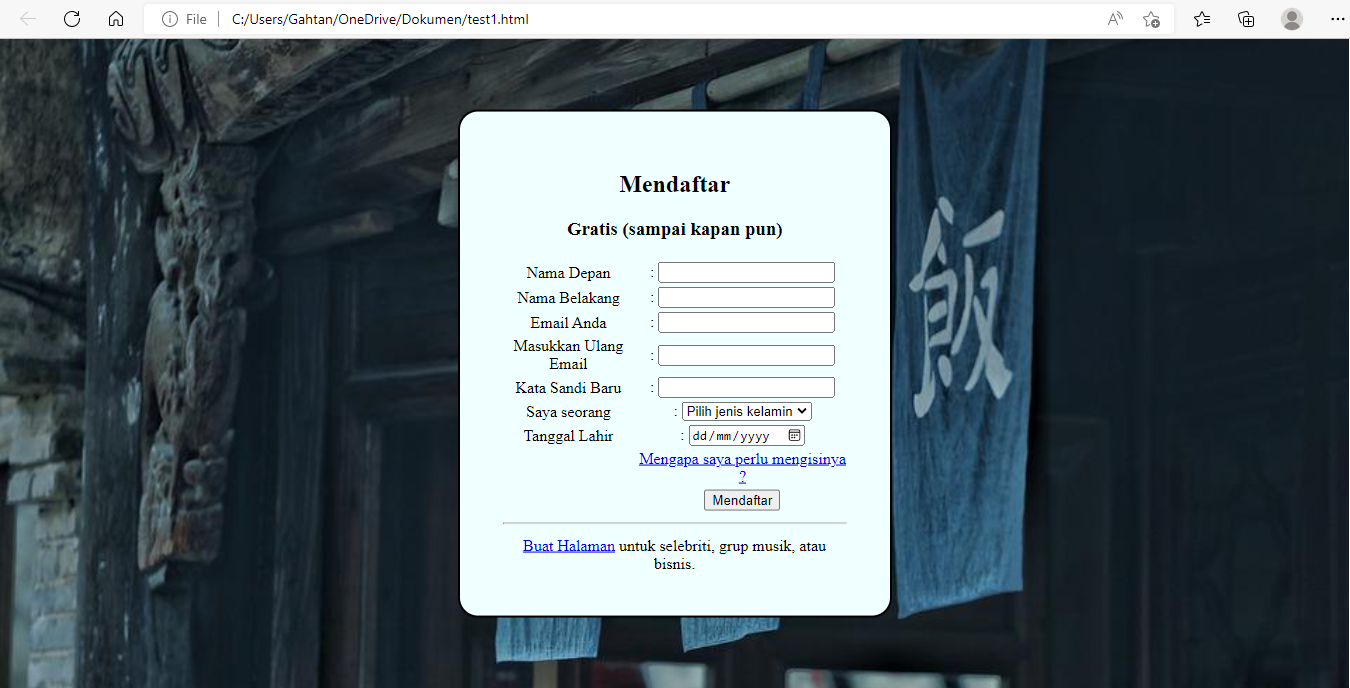 File
C:/Users/Gahtan/OneDrive/Dokumen/test1.html
飯
Mendaftar
Gratis (sampai kapan pun)
Nama Depan :
Nama Belakang :
Email Anda :
Masukkan Ulang
Email :
Kata Sandi Baru :
Saya seorang : Pilih jenis kelamin
Tanggal Lahir : dd/mm/yyyy
Mengapa saya perlu mengisinya
?
Mendaftar
Buat Halaman untuk selebriti, grup musik, atau
bisnis.